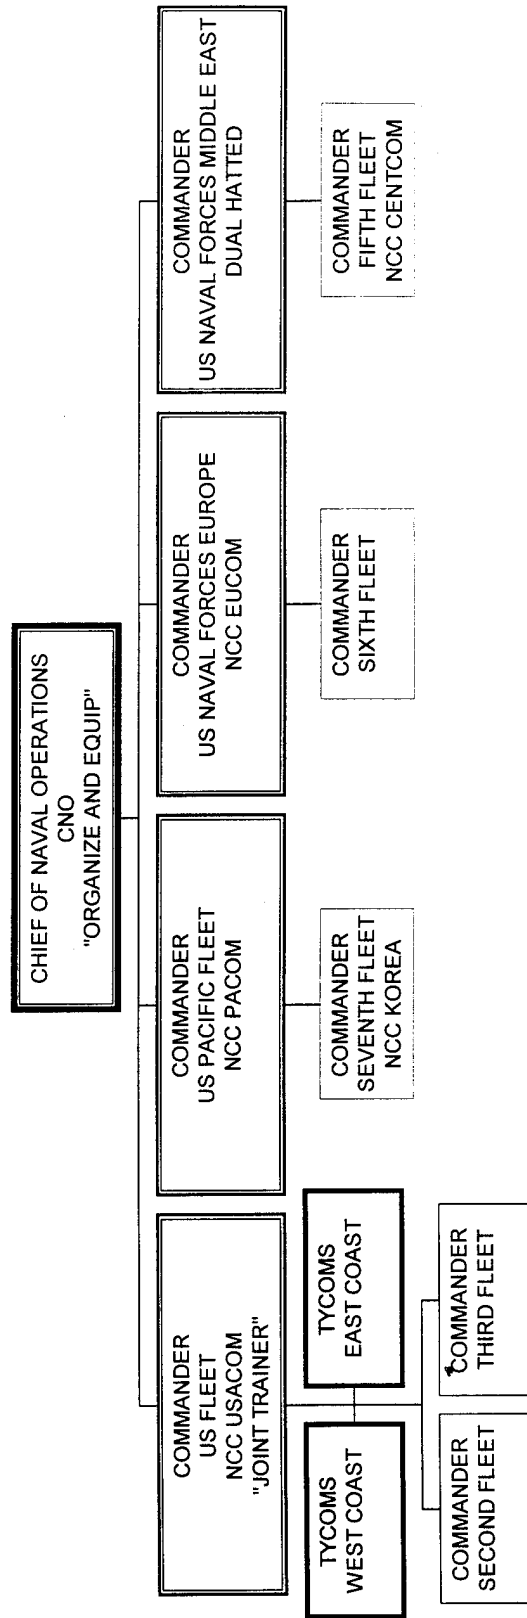 CHIEF OF NAVAL OPERATIONS
CNO
"ORGANIZE AND EQUIP"
COMMANDER
US FLEET
NCC USACOM
"JOINT TRAINER"
COMMANDER
US PACIFIC FLEET
NCC PACOM
COMMANDER
US NAVAL FORCES EUROPE
NCC EUCOM
COMMANDER
US NAVAL FORCES MIDDLE EAST
DUAL HATTED
TYCOMS
WEST COAST
TYCOMS
EAST COAST
COMMANDER
SEVENTH FLEET
NCC KOREA
COMMANDER
SIXTH FLEET
COMMANDER
FIFTH FLEET
NCC CENTCOM
COMMANDER
SECOND FLEET
COMMANDER
THIRD FLEET